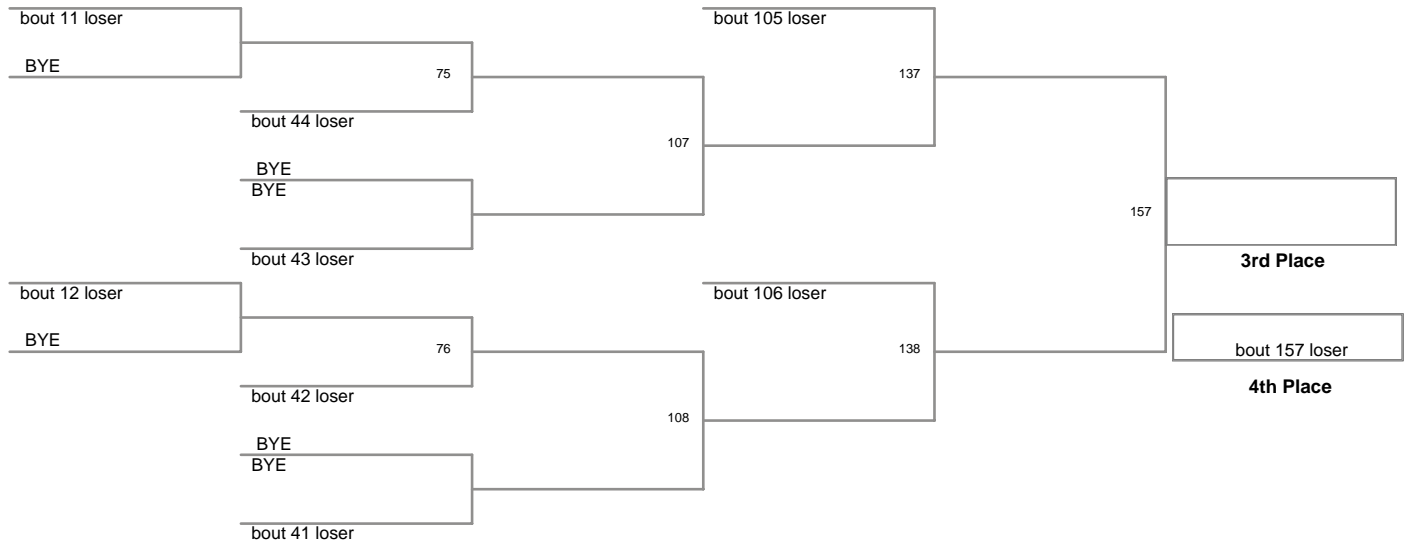 bout 11 loser
bout 105 loser
BYE
75
137
bout 44 loser
107
BYE
BYE
157
bout 43 loser
3rd Place
bout 12 loser
bout 106 loser
BYE
76
138
bout 157 loser
4th Place
bout 42 loser
108
BYE
BYE
bout 41 loser